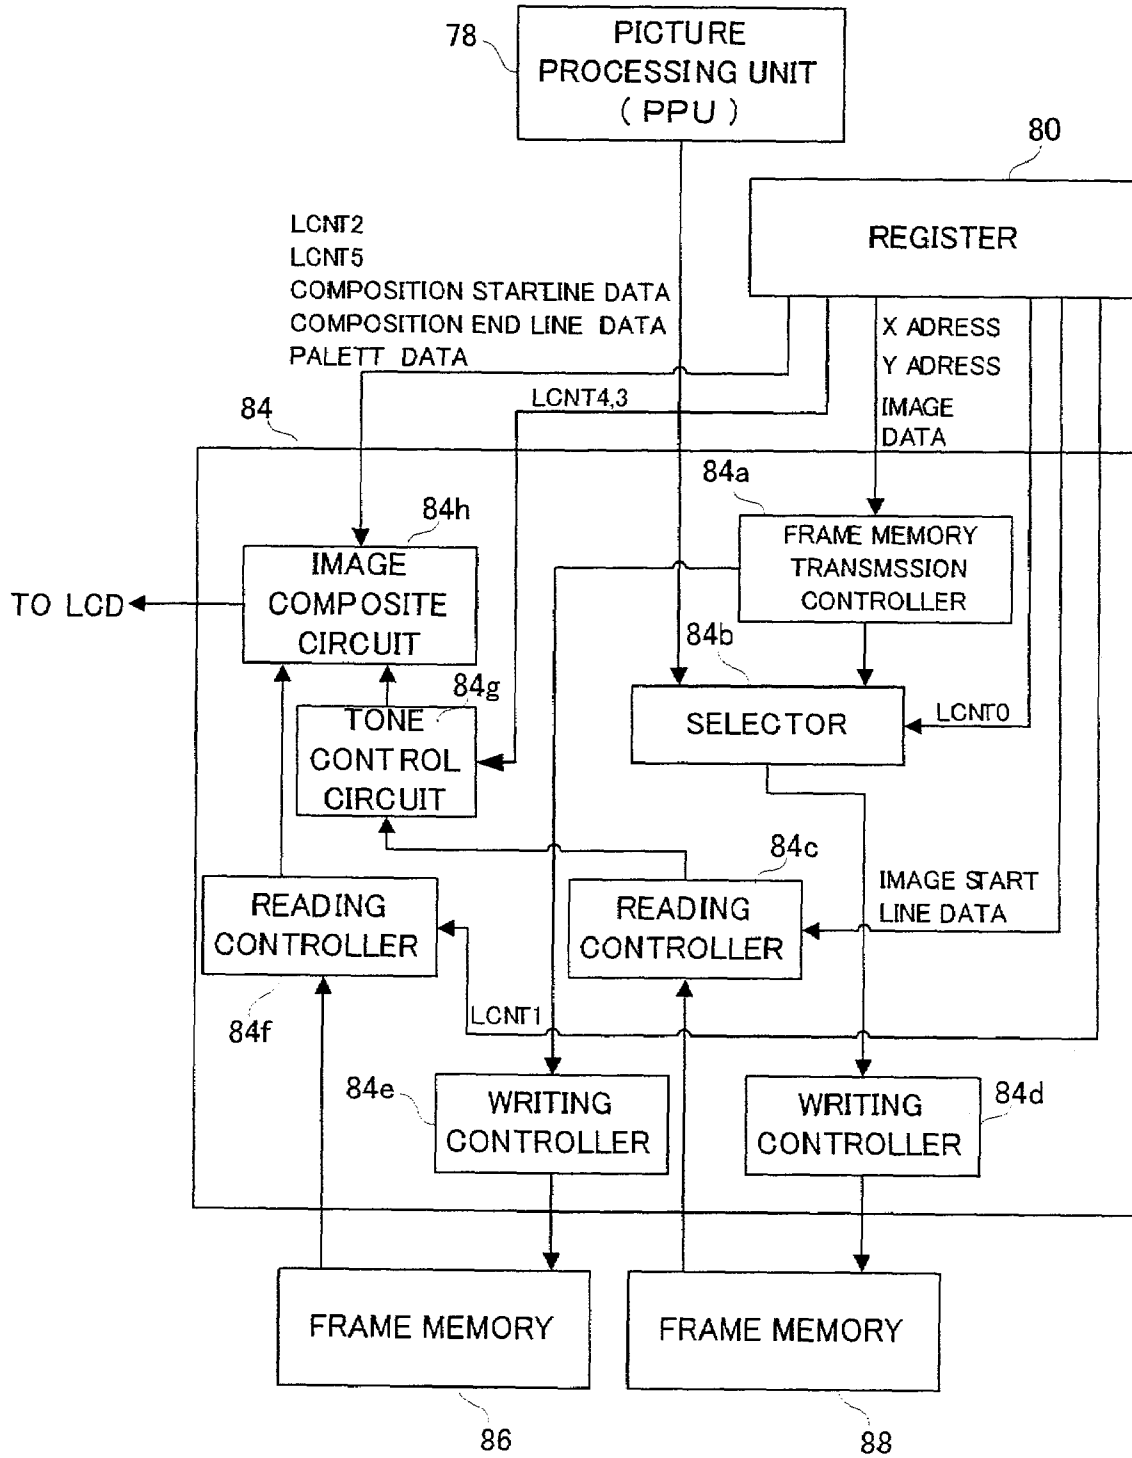 78
PICTURE
PROCESSING UNIT
( PPU )
80
REGISTER
LCNT2
LCNT5
COMPOSITION STARTLINE DATA
COMPOSITION END LINE DATA
PALETT DATA
X ADRESS
Y ADRESS
IMAGE
DATA
LCNT4,3
84
84a
FRAME MEMORY
TRANSMSSION
CONTROLLER
84h
IMAGE
COMPOSITE
CIRCUIT
TO LCD
84b
SELECTOR
LCNT0
84g
TONE
CONTROL
CIRCUIT
84c
READING
CONTROLLER
IMAGE START
LINE DATA
READING
CONTROLLER
84f
LCNT1
84e
WRITING
CONTROLLER
WRITING
CONTROLLER
84d
FRAME MEMORY
FRAME MEMORY
86
88